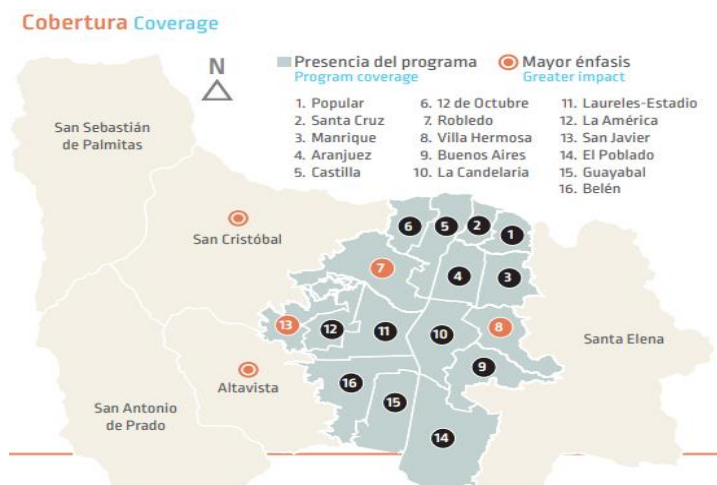 Cobertura Coverage
N
Presencia del programa
Program coverage
Mayor énfasis
Greater impact
1. Popular
2. Santa Cruz
3. Manrique
4. Aranjuez
5. Castilla
6. 12 de Octubre
7. Robledo
8. Villa Hermosa
9. Buenos Aires
10. La Candelaria
11. Laureles-Estadio
12. La América
13. San Javier
14. El Poblado
15. Guayabal
16. Belén
San Sebastián
de Palmitas
San Cristóbal
6
5
2
1
7
4
3
13
12
11
10
8
Santa Elena
9
Altavista
16
15
San Antonio
de Prado
14